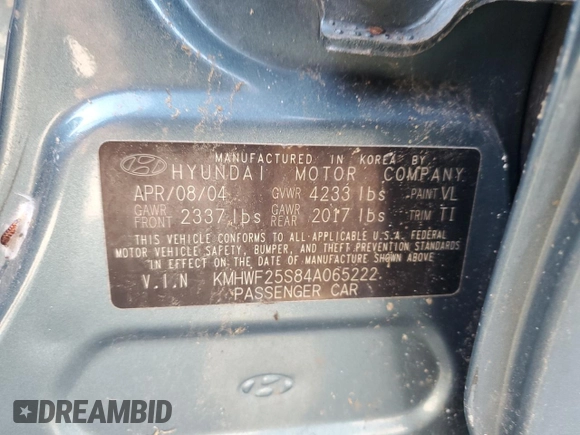 MANUFACTURED IN KOREA BY
HYUNDAI MOTOR COMPANY
APR/08/04 GVWR 4233 lbs PAINT VL
GAWR FRONT 2337 lbs GAWR REAR 2017 lbs TRIM TI
THIS VEHICLE CONFORMS TO ALL-APPLICABLE U.S.A. FEDERAL
MOTOR VEHICLE SAFETY, BUMPER, AND THEFT PREVENTION STANDARDS
IN EFFECT ON THE DATE OF MANUFACTURE SHOWN ABOVE
V.I.N KMHWF25S84A065222
PASSENGER CAR
DREAMBID